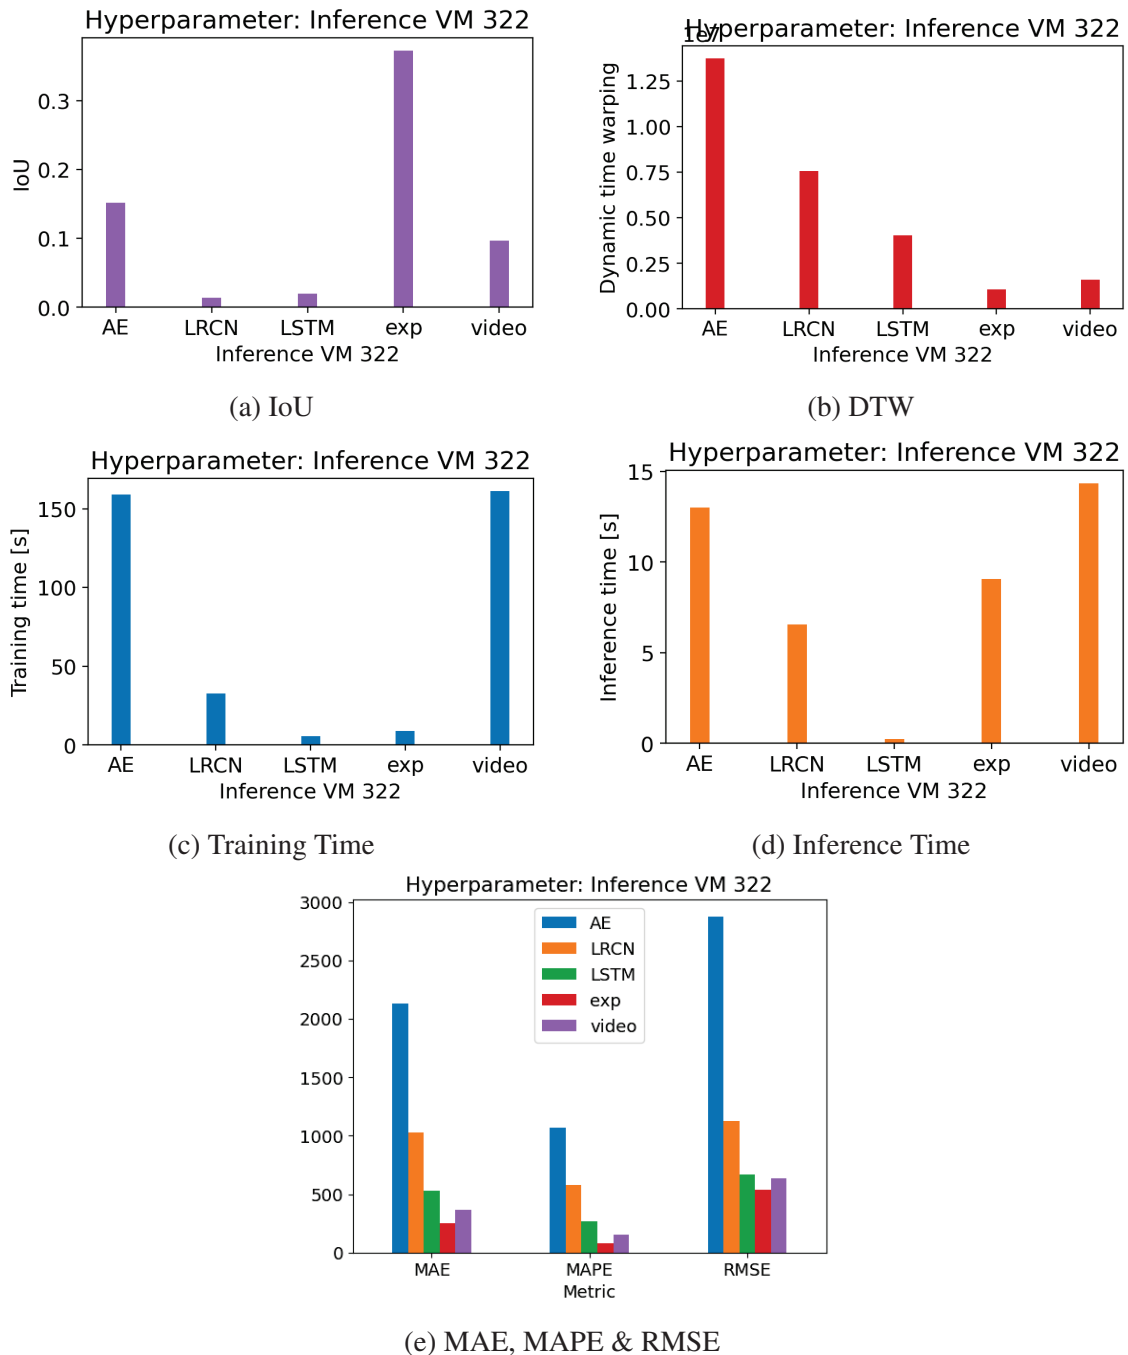 Hyperparameter: Inference VM 322
IoU
0.3
0.2
0.1
0.0
AE LRCN LSTM exp video
Inference VM 322
(a) IoU
Hyperparameter: Inference VM 322
1e7
Dynamic time warping
1.25
1.00
0.75
0.50
0.25
0.00
AE LRCN LSTM exp video
Inference VM 322
(b) DTW
Hyperparameter: Inference VM 322
Training time [s]
150
100
50
0
AE LRCN LSTM exp video
Inference VM 322
(c) Training Time
Hyperparameter: Inference VM 322
Inference time [s]
15
10
5
0
AE LRCN LSTM exp video
Inference VM 322
(d) Inference Time
Hyperparameter: Inference VM 322
3000
2500
2000
1500
1000
500
0
AE
LRCN
LSTM
exp
video
MAE MAPE RMSE
Metric
(e) MAE, MAPE & RMSE